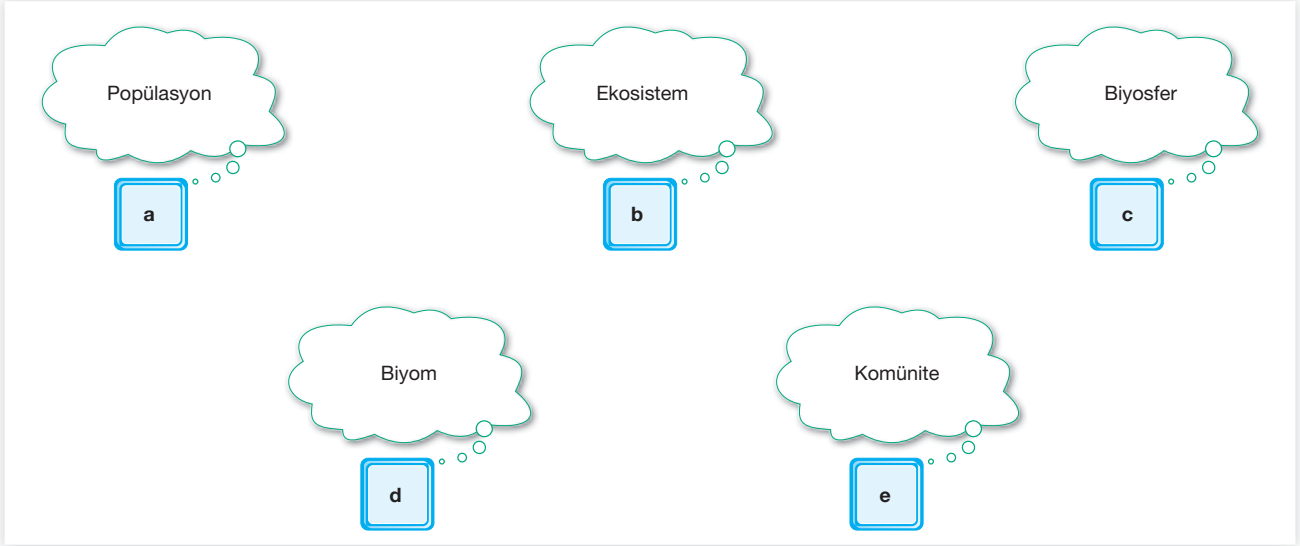 Popülasyon
Ekosistem
Biyosfer
a
b
c
Biyom
Komünite
d
e